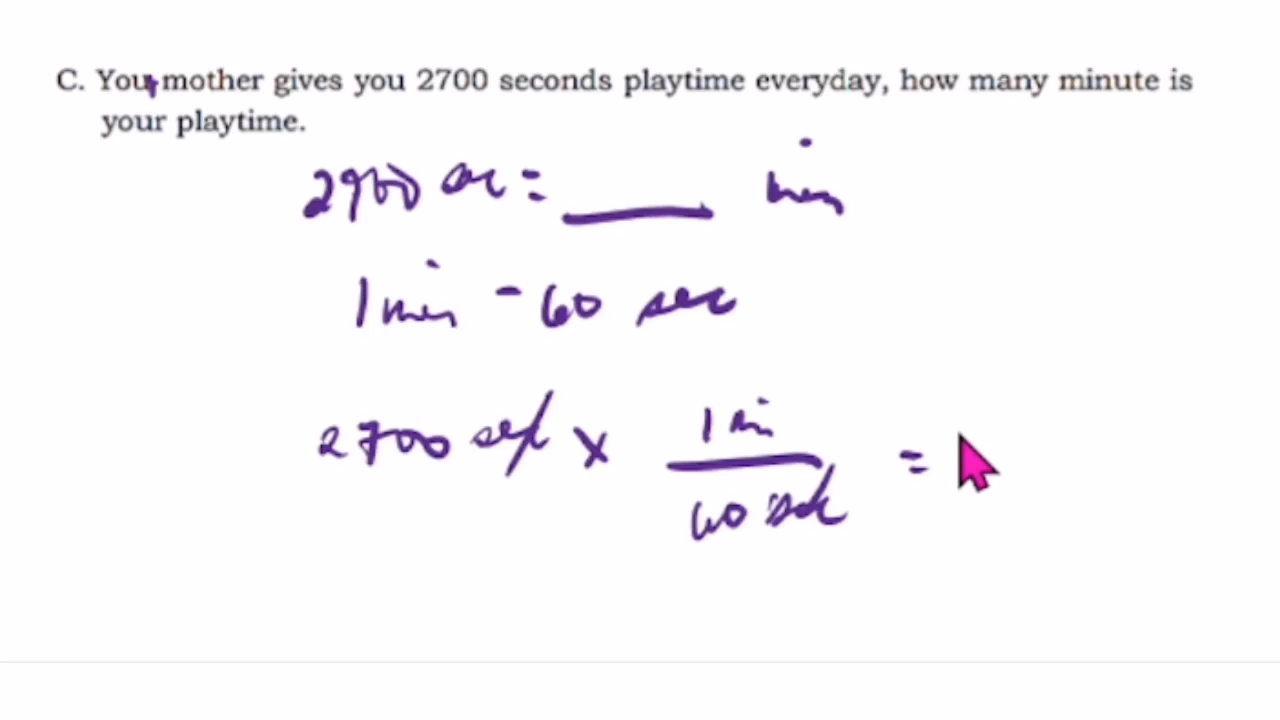 C. Your mother gives you 2700 seconds playtime everyday, how many minute is
your playtime.
2700 sec = ____ min
1 min - 60 sec
2700 sec x 1 min / 60 sec =